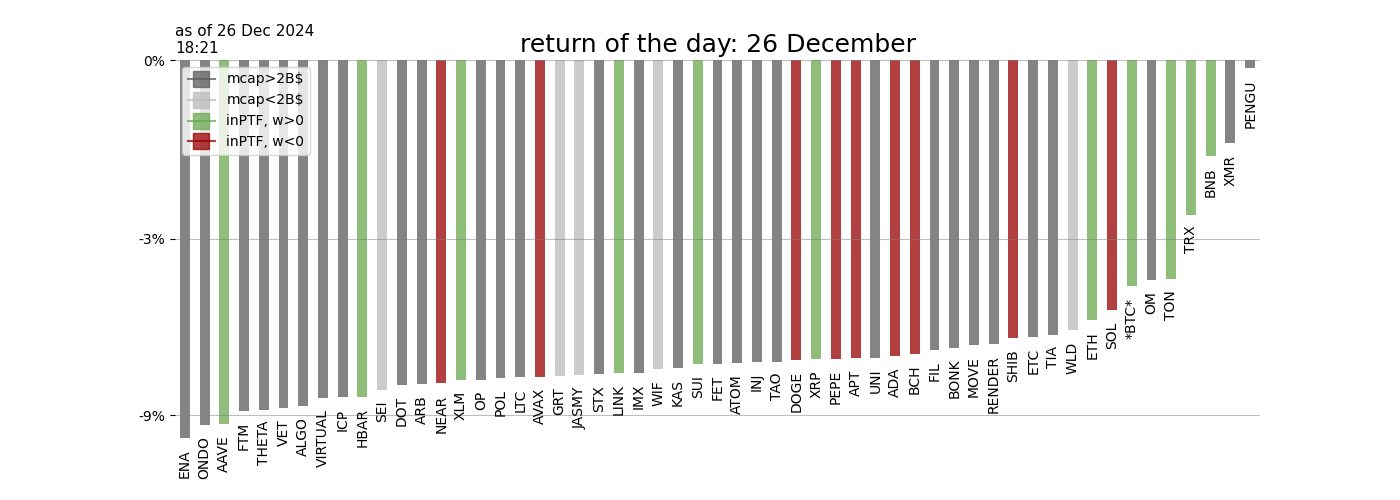 as of 26 Dec 2024
18:21
return of the day: 26 December
0%
-3%
-9%
mcap>2B$
mcap<2B$
inPTF, w>0
inPTF, w<0
ENA
ONDO
AAVE
FTM
THETA
VET
ALGO
VIRTUAL
ICP
HBAR
SEI
DOT
ARB
NEAR
XLM
OP
POL
LTC
AVAX
GRT
JASMY
STX
LINK
IMX
WIF
KAS
SUI
FET
ATOM
INJ
TAO
DOGE
XRP
PEPE
APT
UNI
ADA
BCH
FIL
BONK
MOVE
RENDER
SHIB
ETC
TIA
WLD
ETH
SOL
*BTC*
OM
TON
TRX
BNB
XMR
PENGU